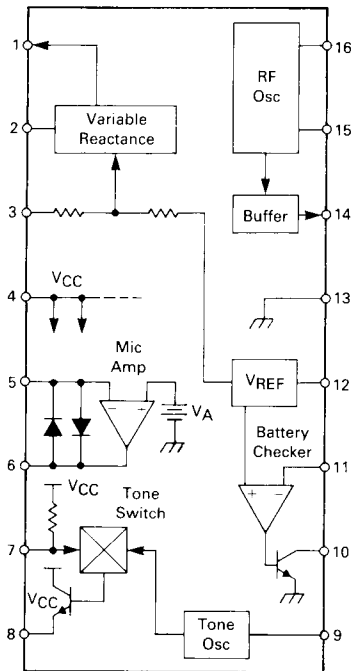 1
16
RF
Osc
Variable
Reactance
2
15
3
Buffer
14
VCC
4
13
Mic
Amp
5
− −
VREF
12
VA
Battery
Checker
6
11
VCC
+ −
Tone
Switch
7
10
VCC
8
Tone
Osc
9